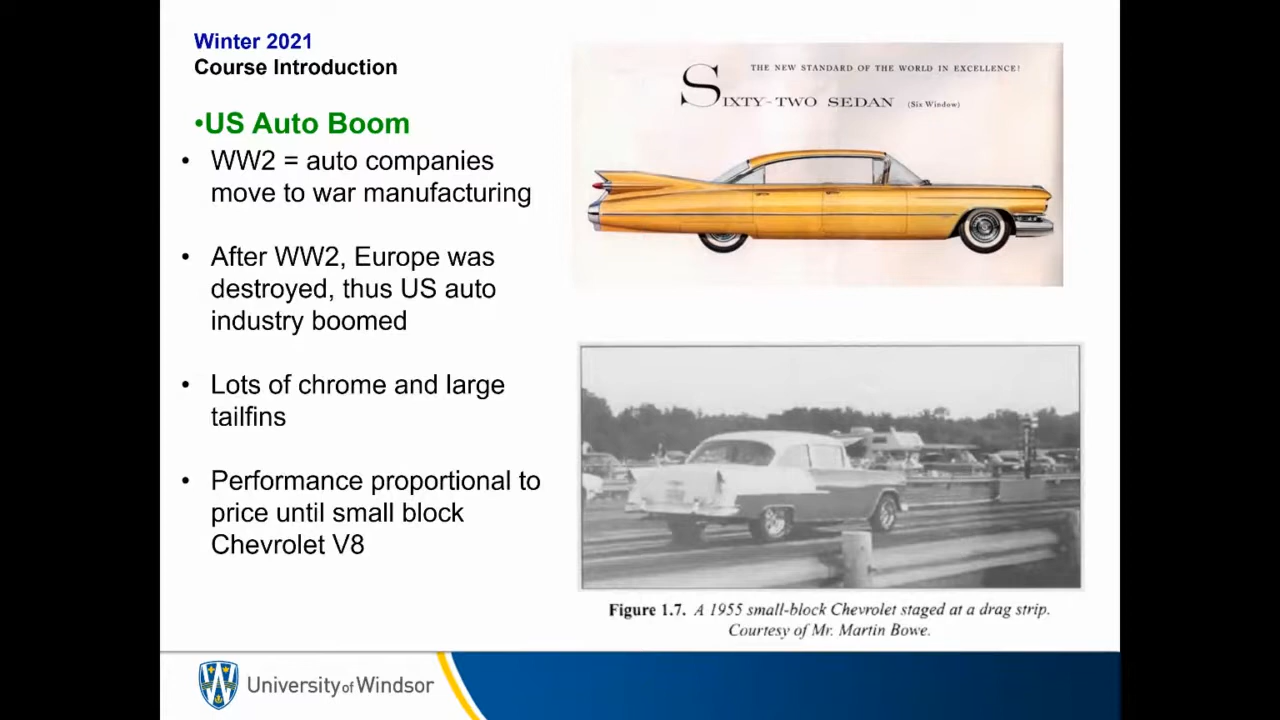 Winter 2021
Course Introduction
•US Auto Boom
• WW2 = auto companies
move to war manufacturing
• After WW2, Europe was
destroyed, thus US auto
industry boomed
• Lots of chrome and large
tailfins
• Performance proportional to
price until small block
Chevrolet V8
THE NEW STANDARD OF THE WORLD IN EXCELLENCE!
SIXTY-TWO SEDAN (Six Window)
Figure 1.7. A 1955 small-block Chevrolet staged at a drag strip.
Courtesy of Mr. Martin Bowe.
University of Windsor